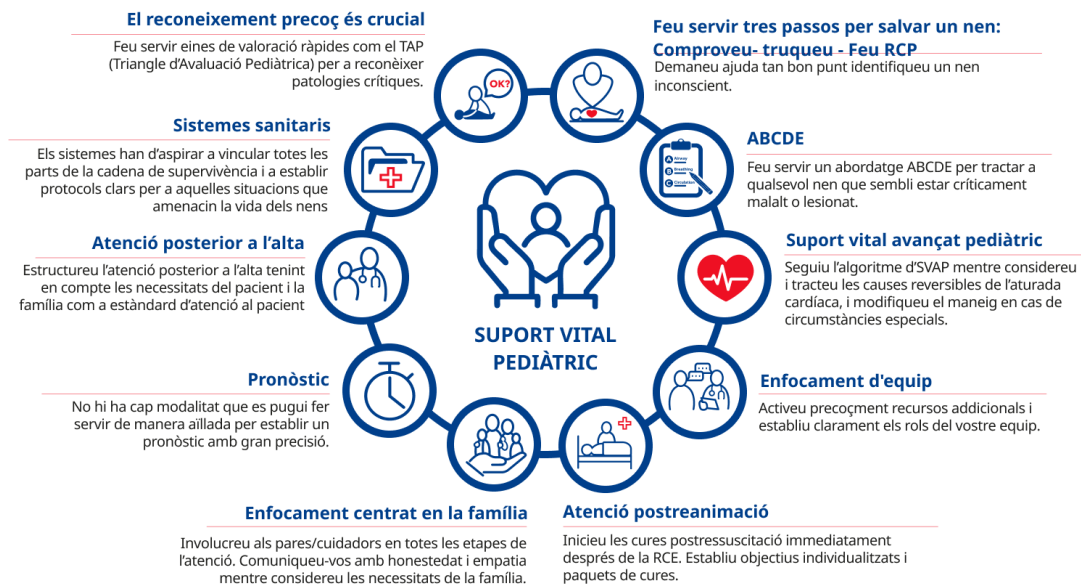 El reconeixement precoç és crucial
Feu servir eines de valoració ràpides com el TAP
(Triangle d’Avaluació Pediàtrica) per a reconèixer
patologies crítiques.
OK?
Feu servir tres passos per salvar un nen:
Comproveu- truqueu - Feu RCP
Demaneu ajuda tan bon punt identifiqueu un nen
inconscient.
Sistemes sanitaris
Els sistemes han d’aspirar a vincular totes les
parts de la cadena de supervivència i a establir
protocols clars per a aquelles situacions que
amenacin la vida dels nens
ABCDE
Feu servir un abordatge ABCDE per tractar a
qualsevol nen que sembli estar críticament
malalt o lesionat.
A Airway
B Breathing
C Circulation
Atenció posterior a l’alta
Estructureu l’atenció posterior a l’alta tenint
en compte les necessitats del pacient i la
família com a estàndard d’atenció al pacient
Suport vital avançat pediàtric
Seguiu l’algoritme d’SVAP mentre considereu
i tracteu les causes reversibles de l’aturada
cardíaca, i modifiqueu el maneig en cas de
circumstàncies especials.
SUPORT VITAL
PEDIÀTRIC
Pronòstic
No hi ha cap modalitat que es pugui fer
servir de manera aïllada per establir un
pronòstic amb gran precisió.
Enfocament d'equip
Activeu precoçment recursos addicionals i
establiu clarament els rols del vostre equip.
Enfocament centrat en la família
Involucreu als pares/cuidadors en totes les etapes de
l’atenció. Comuniqueu-vos amb honestedat i empatia
mentre considereu les necessitats de la família.
Atenció postreanimació
Inicieu les cures postressuscitació immediatament
després de la RCE. Establiu objectius individualitzats i
paquets de cures.